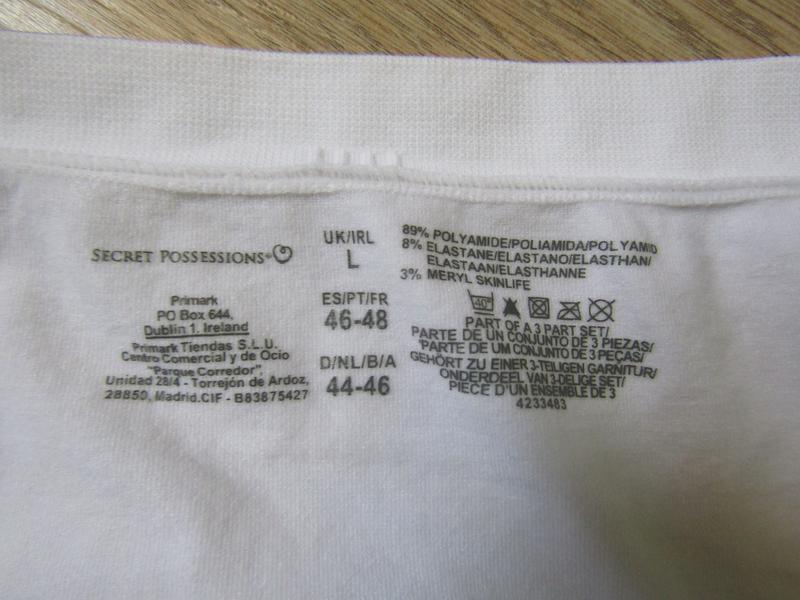 SECRET POSSESSIONS
Primark
PO Box 644,
Dublin 1. Ireland
Primark Tiendas S.L.U.
Centro Comercial y de Ocio
"Parque Corredor",
Unidad 28/4 - Torrejón de Ardoz,
28850, Madrid.CIF - B83875427
UK/IRL
L
ES/PT/FR
46-48
D/NL/B/A
44-46
89% POLYAMIDE/POLIAMIDA/POLYAMID
8% ELASTANE/ELASTANO/ELASTHAN/
ELASTAAN/ELASTHANNE
3% MERYL SKINLIFE
40°
PART OF A 3 PART SET/
PARTE DE UN CONJUNTO DE 3 PIEZAS/
PARTE DE UM CONJUNTO DE 3 PEÇAS/
GEHÖRT ZU EINER 3-TEILIGEN GARNITUR/
ONDERDEEL VAN 3-DELIGE SET/
PIECE D'UN ENSEMBLE DE 3
4233483